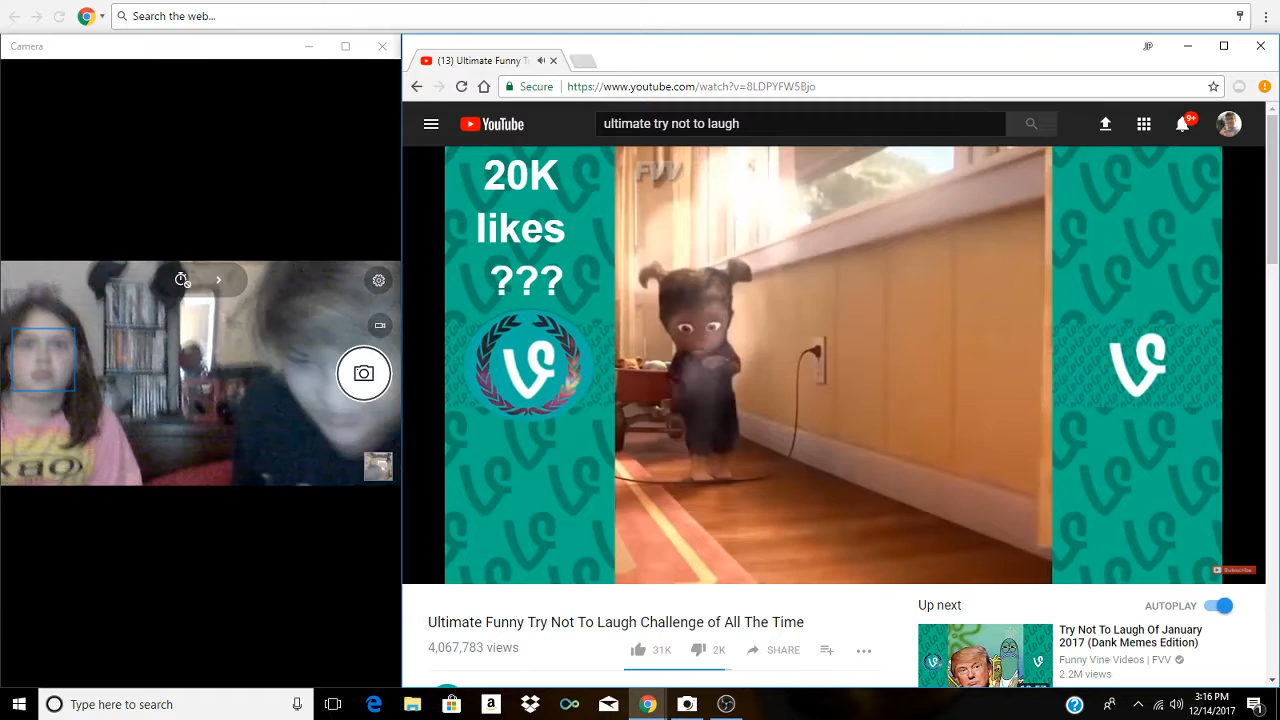 Search the web...
Camera
(13) Ultimate Funny T
JP
Secure
https://www.youtube.com/watch?v=8LDPYFW5Bjo
YouTube
ultimate try not to laugh
9+
20K
likes
???
FVV
Subscribe
Ultimate Funny Try Not To Laugh Challenge of All The Time
4,067,783 views
31K
2K
SHARE
Up next
AUTOPLAY
Try Not To Laugh Of January
2017 (Dank Memes Edition)
Funny Vine Videos | FVV
2.2M views
Type here to search
3:16 PM
12/14/2017